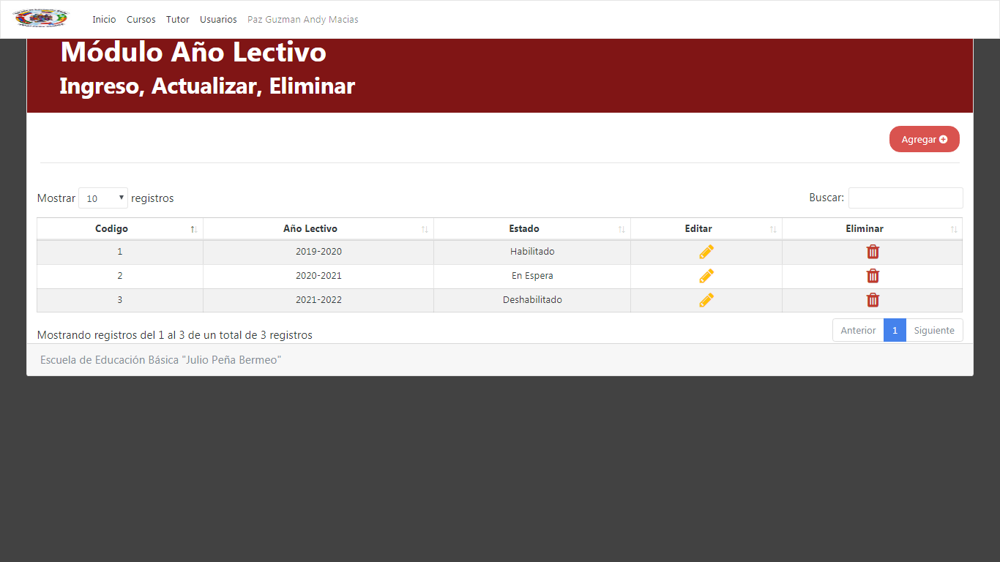 Inicio Cursos Tutor Usuarios Paz Guzman Andy Macias
Módulo Año Lectivo
Ingreso, Actualizar, Eliminar
Agregar
Mostrar 10 registros Buscar:
Codigo Año Lectivo Estado Editar Eliminar
1 2019-2020 Habilitado
2 2020-2021 En Espera
3 2021-2022 Deshabilitado
Mostrando registros del 1 al 3 de un total de 3 registros Anterior 1 Siguiente
Escuela de Educación Básica "Julio Peña Bermeo"